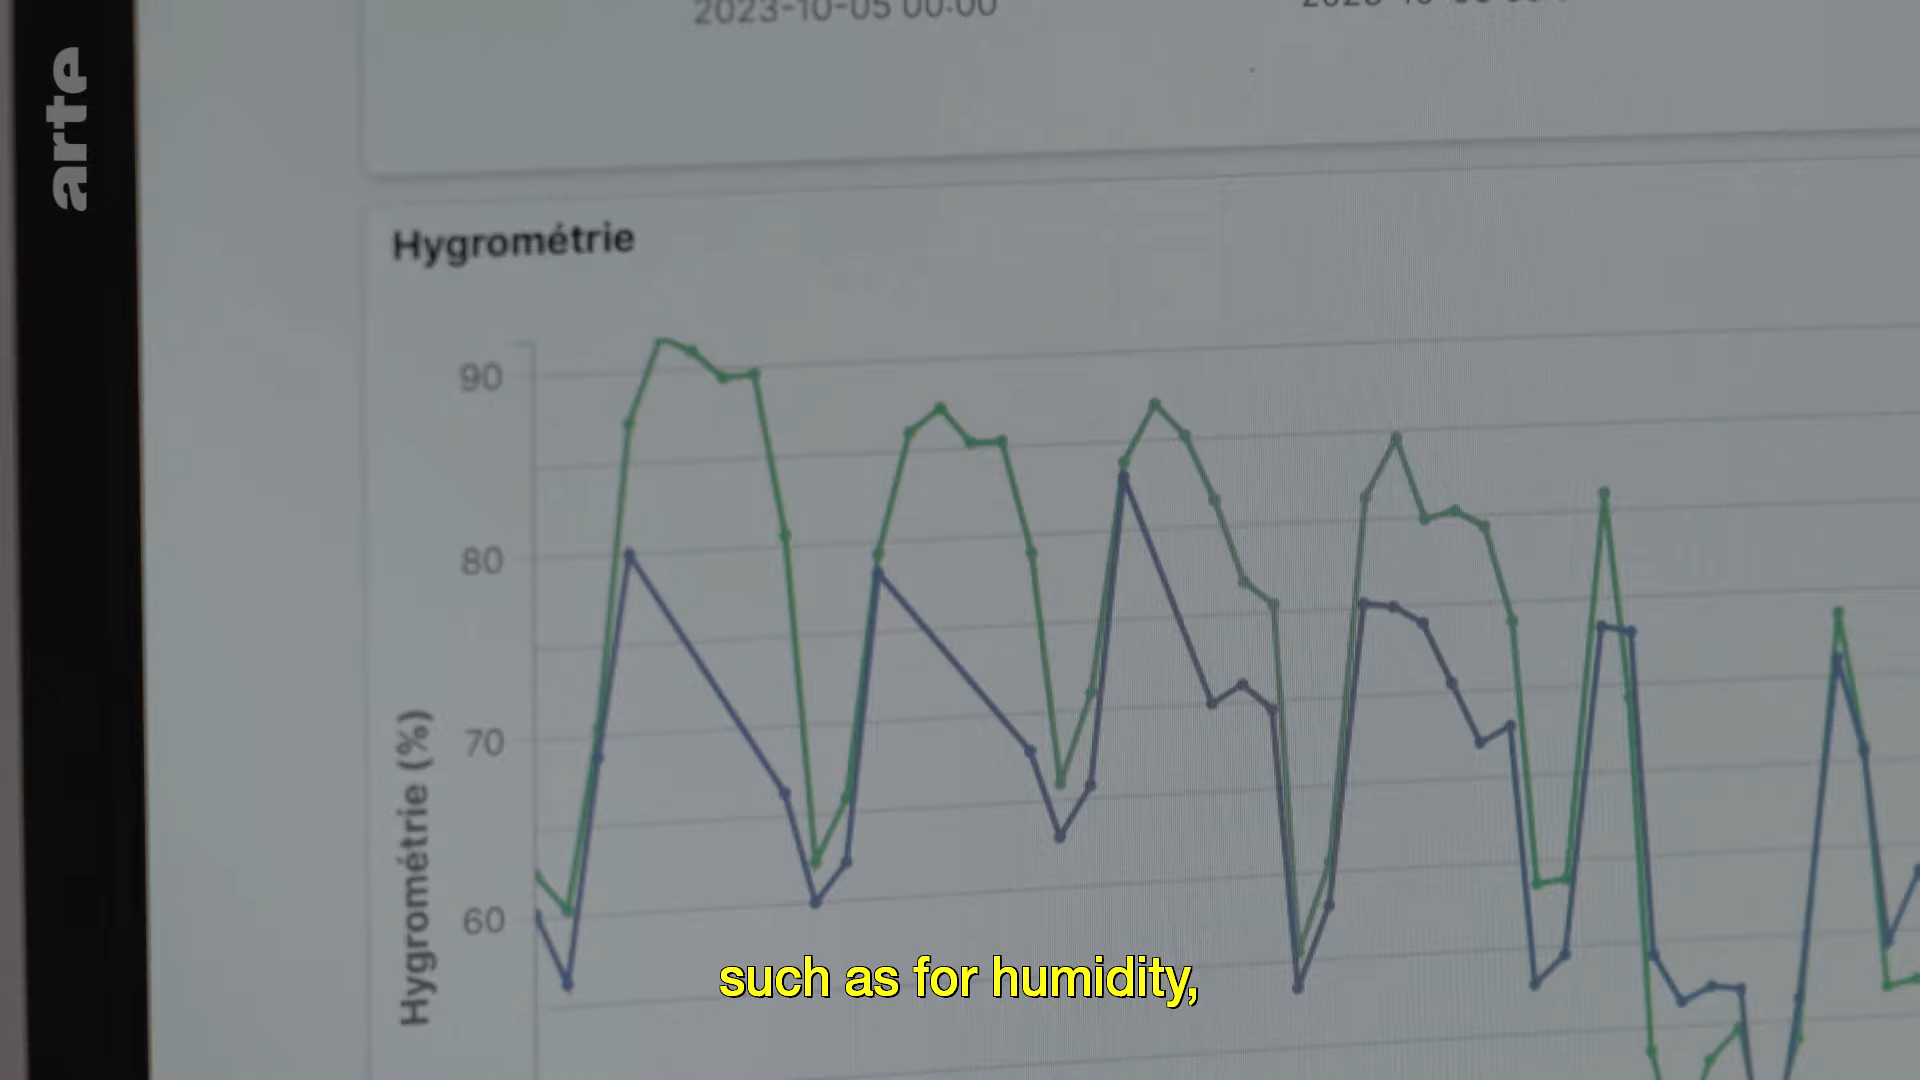 2023-10-05 00:00
arte
Hygrométrie
90
80
70
60
Hygrométrie (%)
such as for humidity,